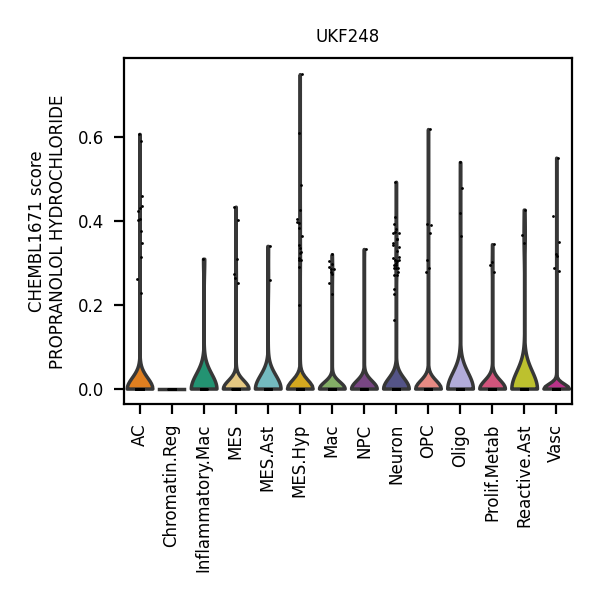 UKF248
CHEMBL1671 score
PROPRANOLOL HYDROCHLORIDE
0.6
0.4
0.2
0.0
AC
Chromatin.Reg
Inflammatory.Mac
MES
MES.Ast
MES.Hyp
Mac
NPC
Neuron
OPC
Oligo
Prolif.Metab
Reactive.Ast
Vasc